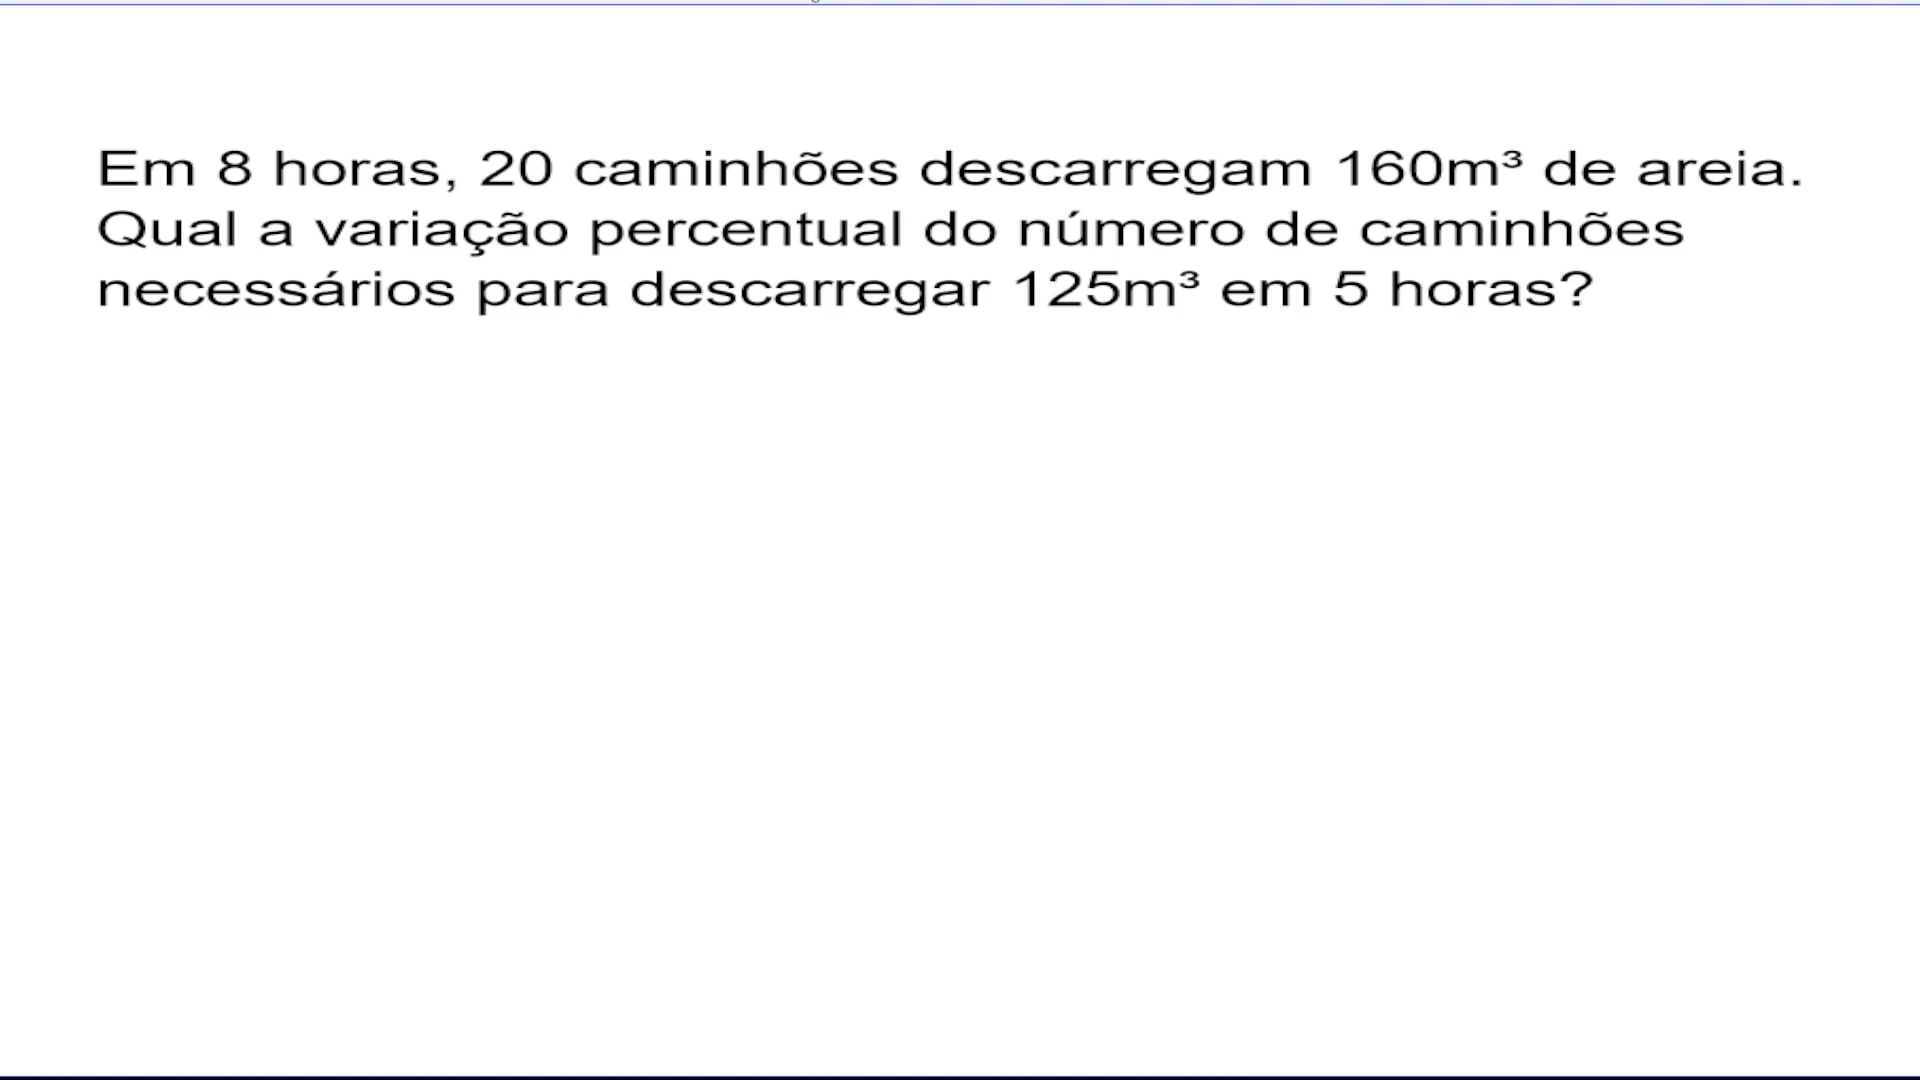 Em 8 horas, 20 caminhões descarregam 160m³ de areia.
Qual a variação percentual do número de caminhões
necessários para descarregar 125m³ em 5 horas?